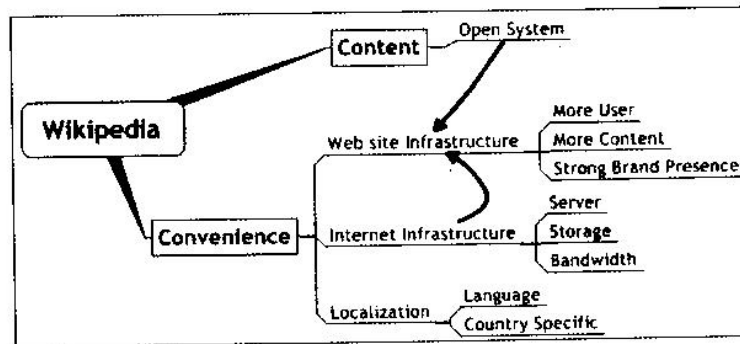 Wikipedia
Content
Open System
Web site Infrastructure
More User
More Content
Strong Brand Presence
Convenience
Internet Infrastructure
Server
Storage
Bandwidth
Localization
Language
Country Specific